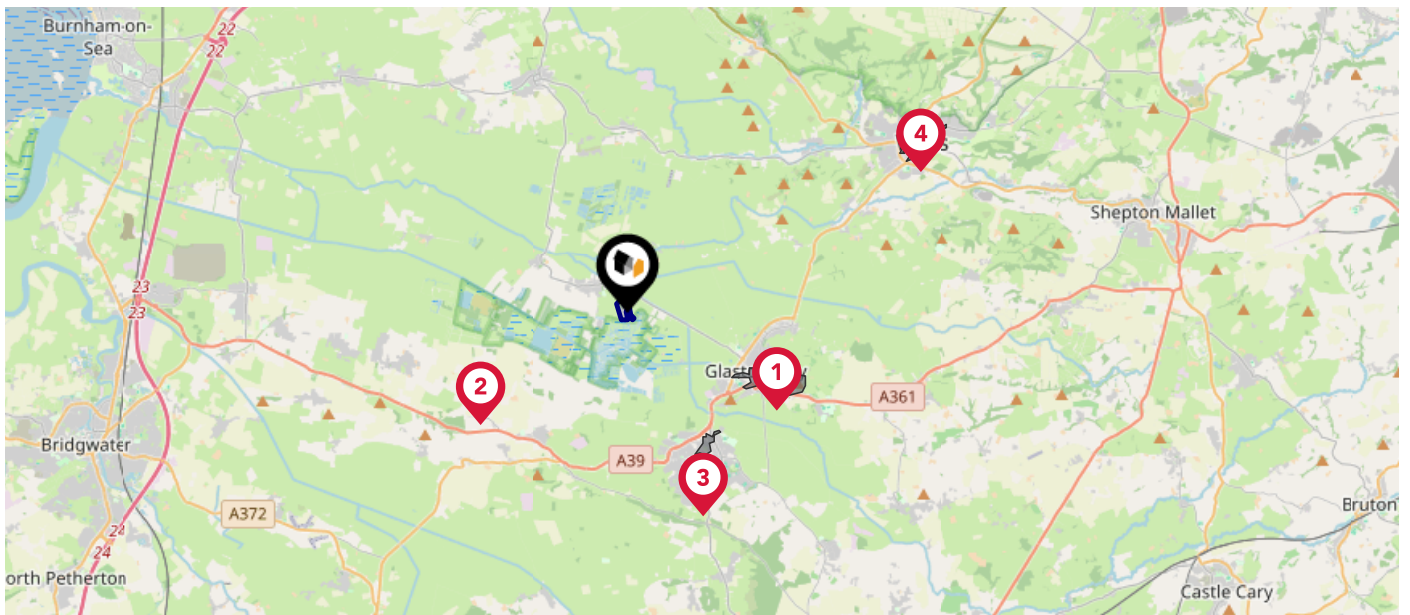 Burnham-on-
Sea
22
22
4
Shepton Mallet
23
23
1
2
A361
Bridgwater
A39
3
A372
Bruton
24
orth Petherton
Castle Cary